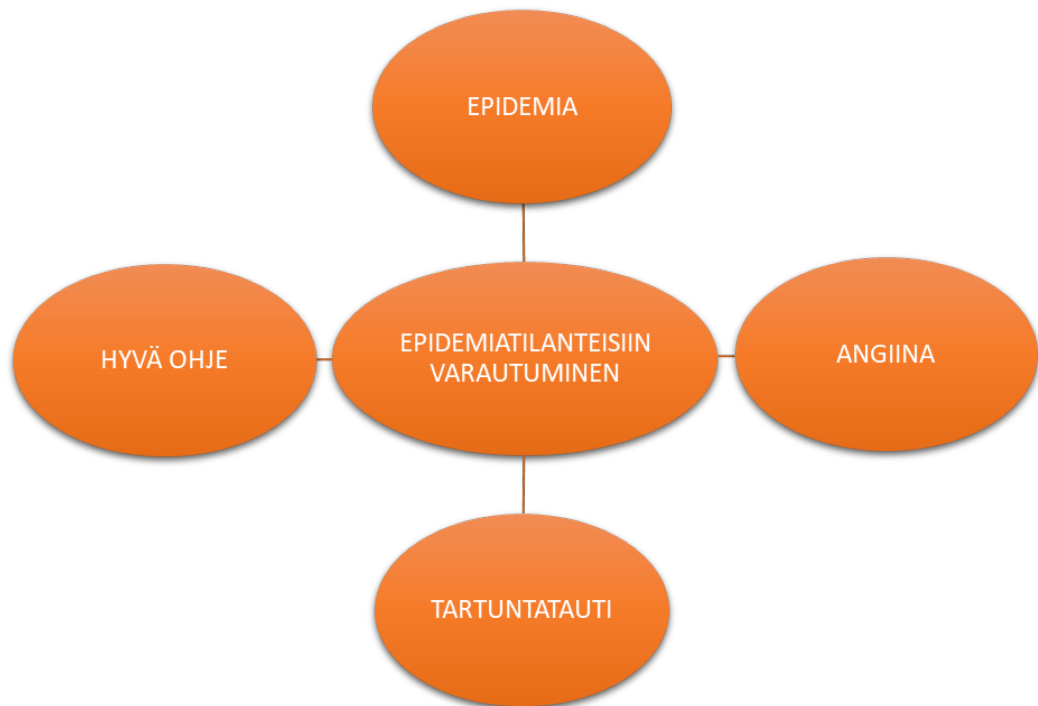 EPIDEMIA
HYVÄ OHJE
EPIDEMIATILANTEISIIN
VARAUTUMINEN
ANGIINA
TARTUNTATAUTI